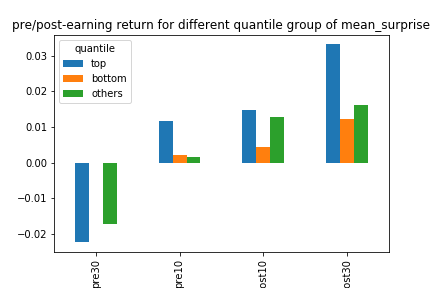 pre/post-earning return for different quantile group of mean_surprise
quantile
top
bottom
others
0.03
0.02
0.01
0.00
−0.01
−0.02
pre30
pre10
ost10
ost30